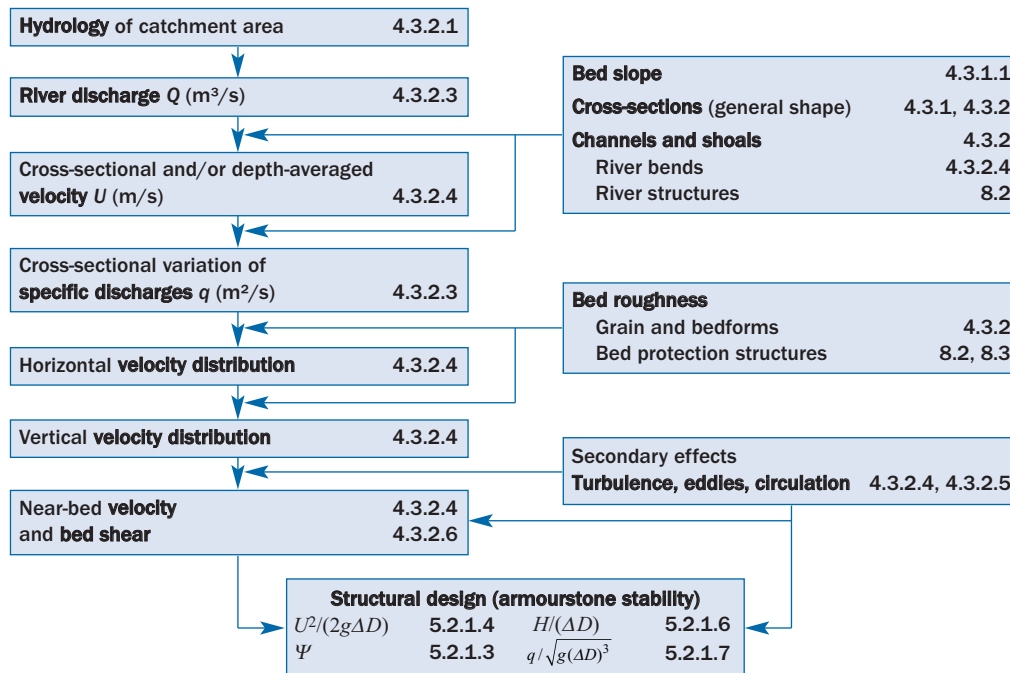 Hydrology of catchment area 4.3.2.1
River discharge Q (m³/s) 4.3.2.3
Cross-sectional and/or depth-averaged
velocity U (m/s) 4.3.2.4
Cross-sectional variation of
specific discharges q (m²/s) 4.3.2.3
Horizontal velocity distribution 4.3.2.4
Vertical velocity distribution 4.3.2.4
Near-bed velocity 4.3.2.4
and bed shear 4.3.2.6
Bed slope 4.3.1.1
Cross-sections (general shape) 4.3.1, 4.3.2
Channels and shoals 4.3.2
River bends 4.3.2.4
River structures 8.2
Bed roughness
Grain and bedforms 4.3.2
Bed protection structures 8.2, 8.3
Secondary effects
Turbulence, eddies, circulation 4.3.2.4, 4.3.2.5
Structural design (armourstone stability)
U²/(2gΔD) 5.2.1.4 H/(ΔD) 5.2.1.6
Ψ 5.2.1.3 q/√g(ΔD)³ 5.2.1.7